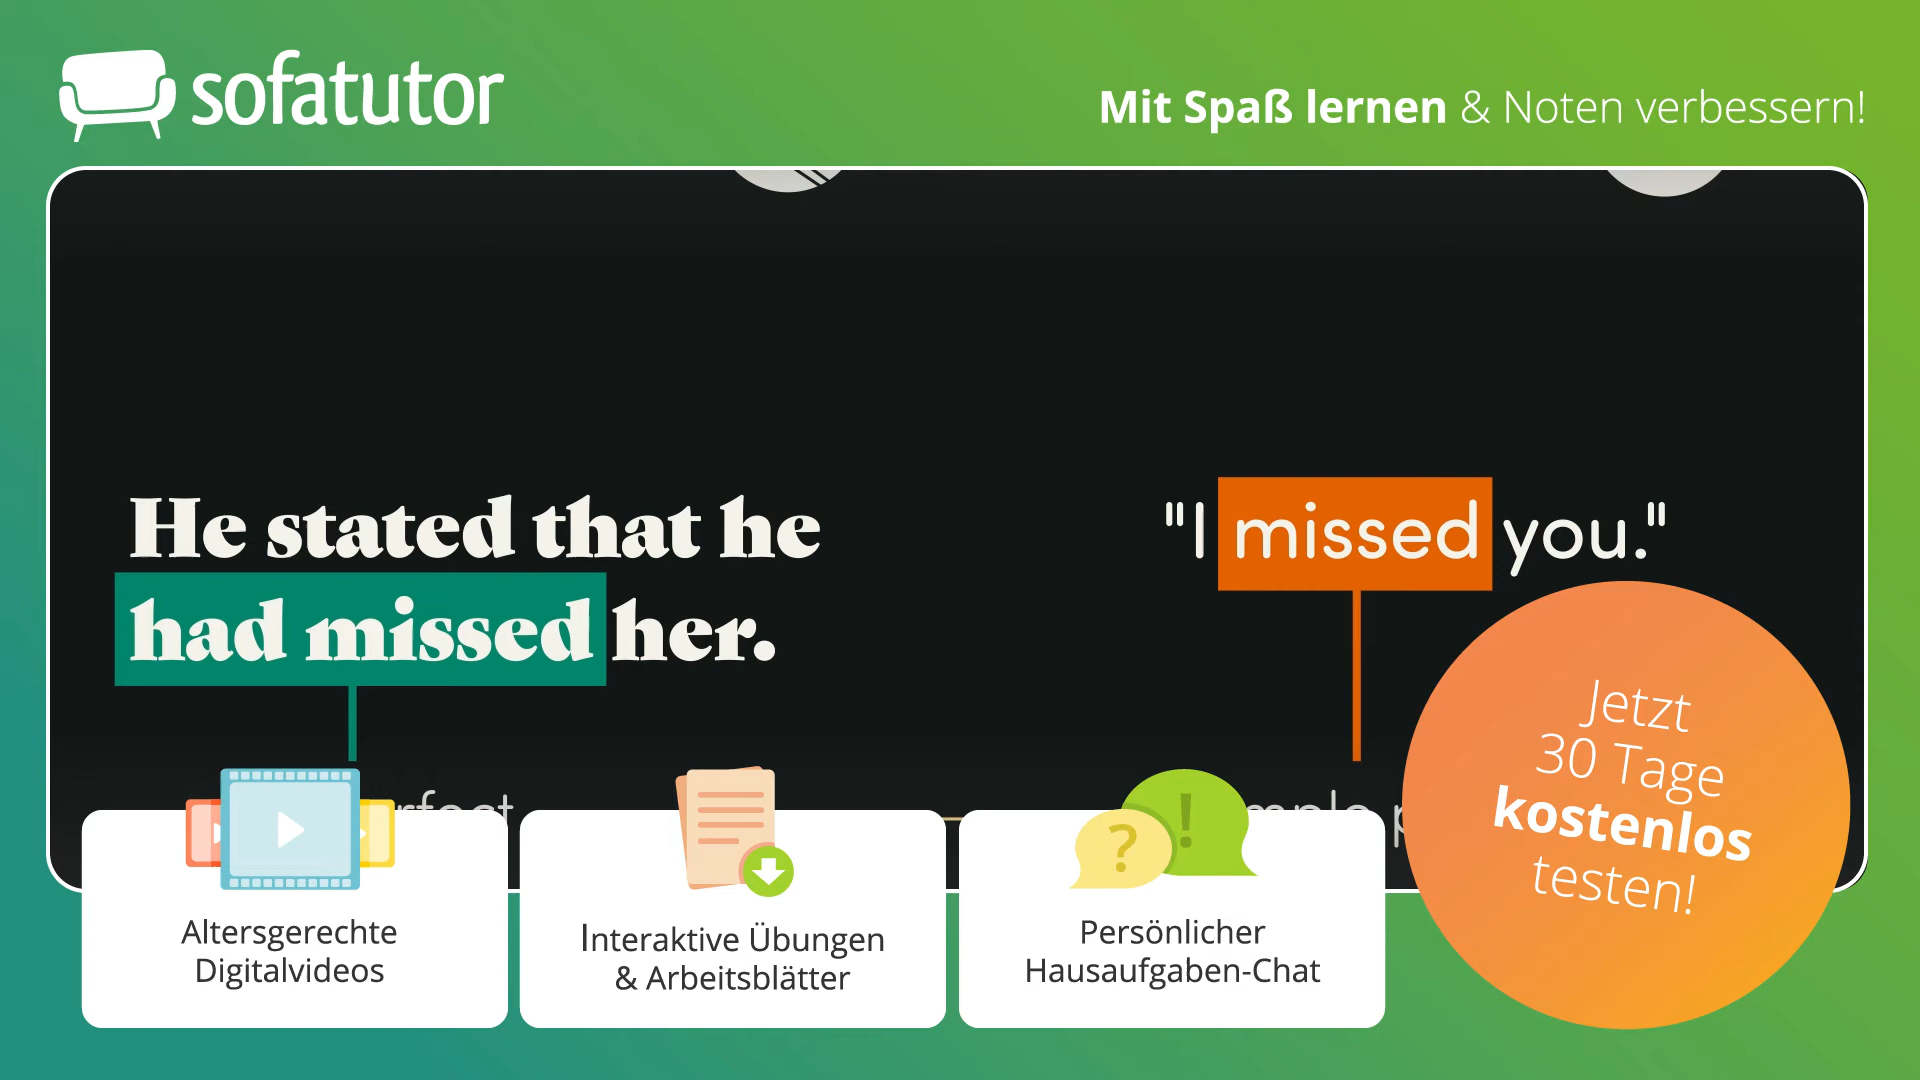 sofatutor
Mit Spaß lernen & Noten verbessern!
He stated that he
had missed her.
"I missed you."
Jetzt
30 Tage
kostenlos
testen!
?
!
Altersgerechte
Digitalvideos
Interaktive Übungen
& Arbeitsblätter
Persönlicher
Hausaufgaben-Chat